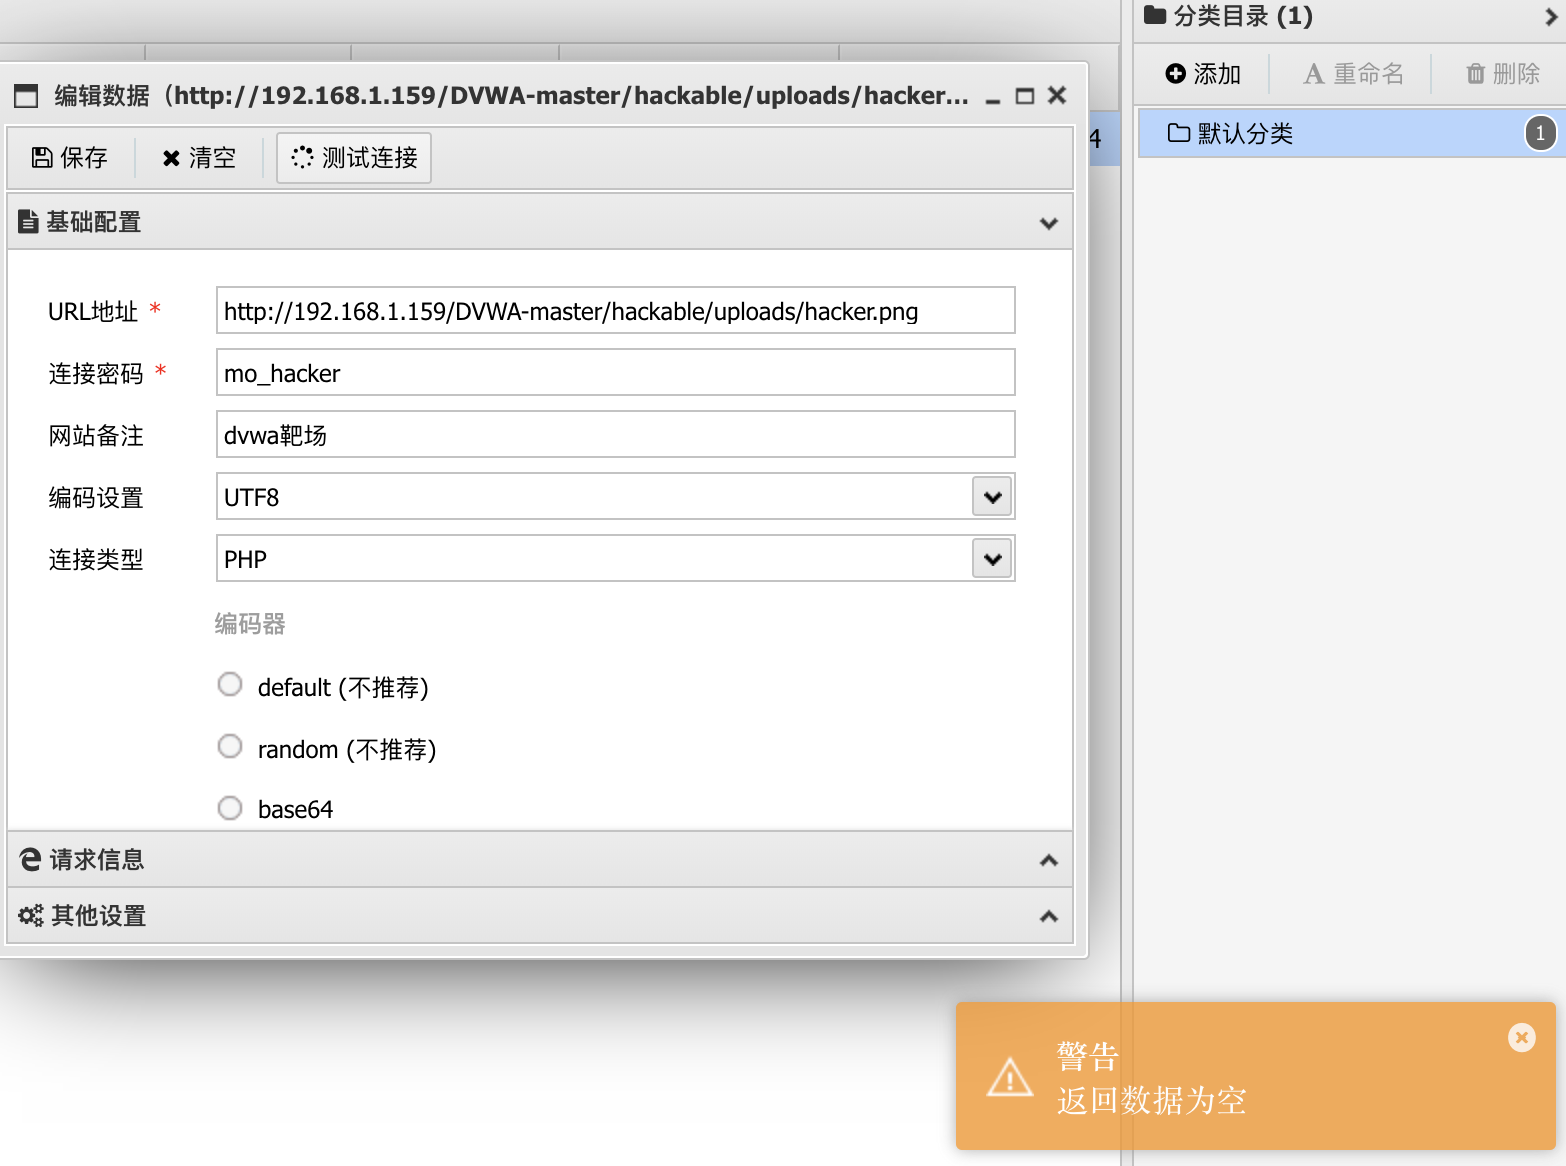 分类目录 (1)
添加
重命名
删除
默认分类
1
4
编辑数据（http://192.168.1.159/DVWA-master/hackable/uploads/hacker...
保存
清空
测试连接
基础配置
URL地址 *
http://192.168.1.159/DVWA-master/hackable/uploads/hacker.png
连接密码 *
mo_hacker
网站备注
dvwa靶场
编码设置
UTF8
连接类型
PHP
编码器
default (不推荐)
random (不推荐)
base64
请求信息
其他设置
警告
返回数据为空